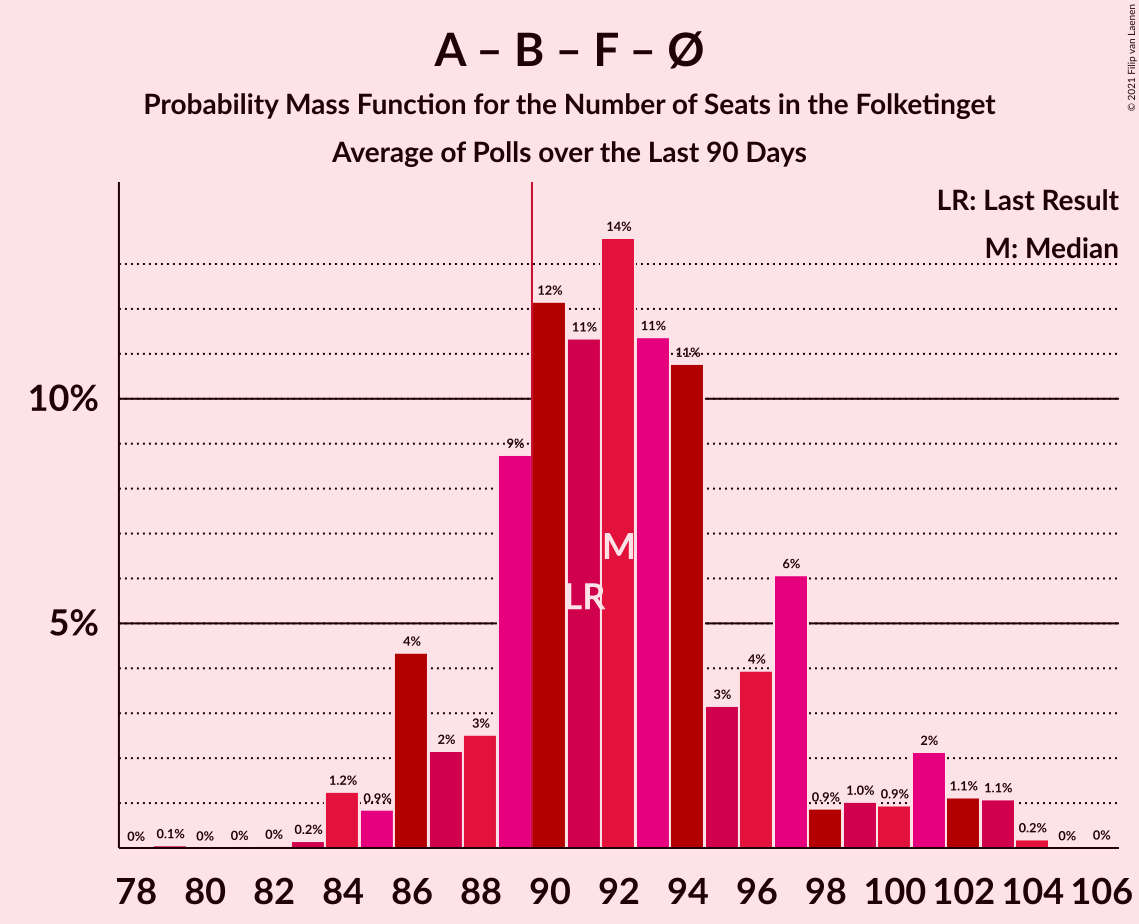 A – B – F – Ø
Probability Mass Function for the Number of Seats in the Folketinget
Average of Polls over the Last 90 Days
© 2021 Filip van Laenen
LR: Last Result
M: Median
10%
5%
0% 0.1% 0% 0% 0% 0.2% 1.2% 0.9% 4% 2% 3% 9% 12% 11% 14% 11% 11% 3% 4% 6% 0.9% 1.0% 0.9% 2% 1.1% 1.1% 0.2% 0% 0%
M
LR
78 80 82 84 86 88 90 92 94 96 98 100 102 104 106